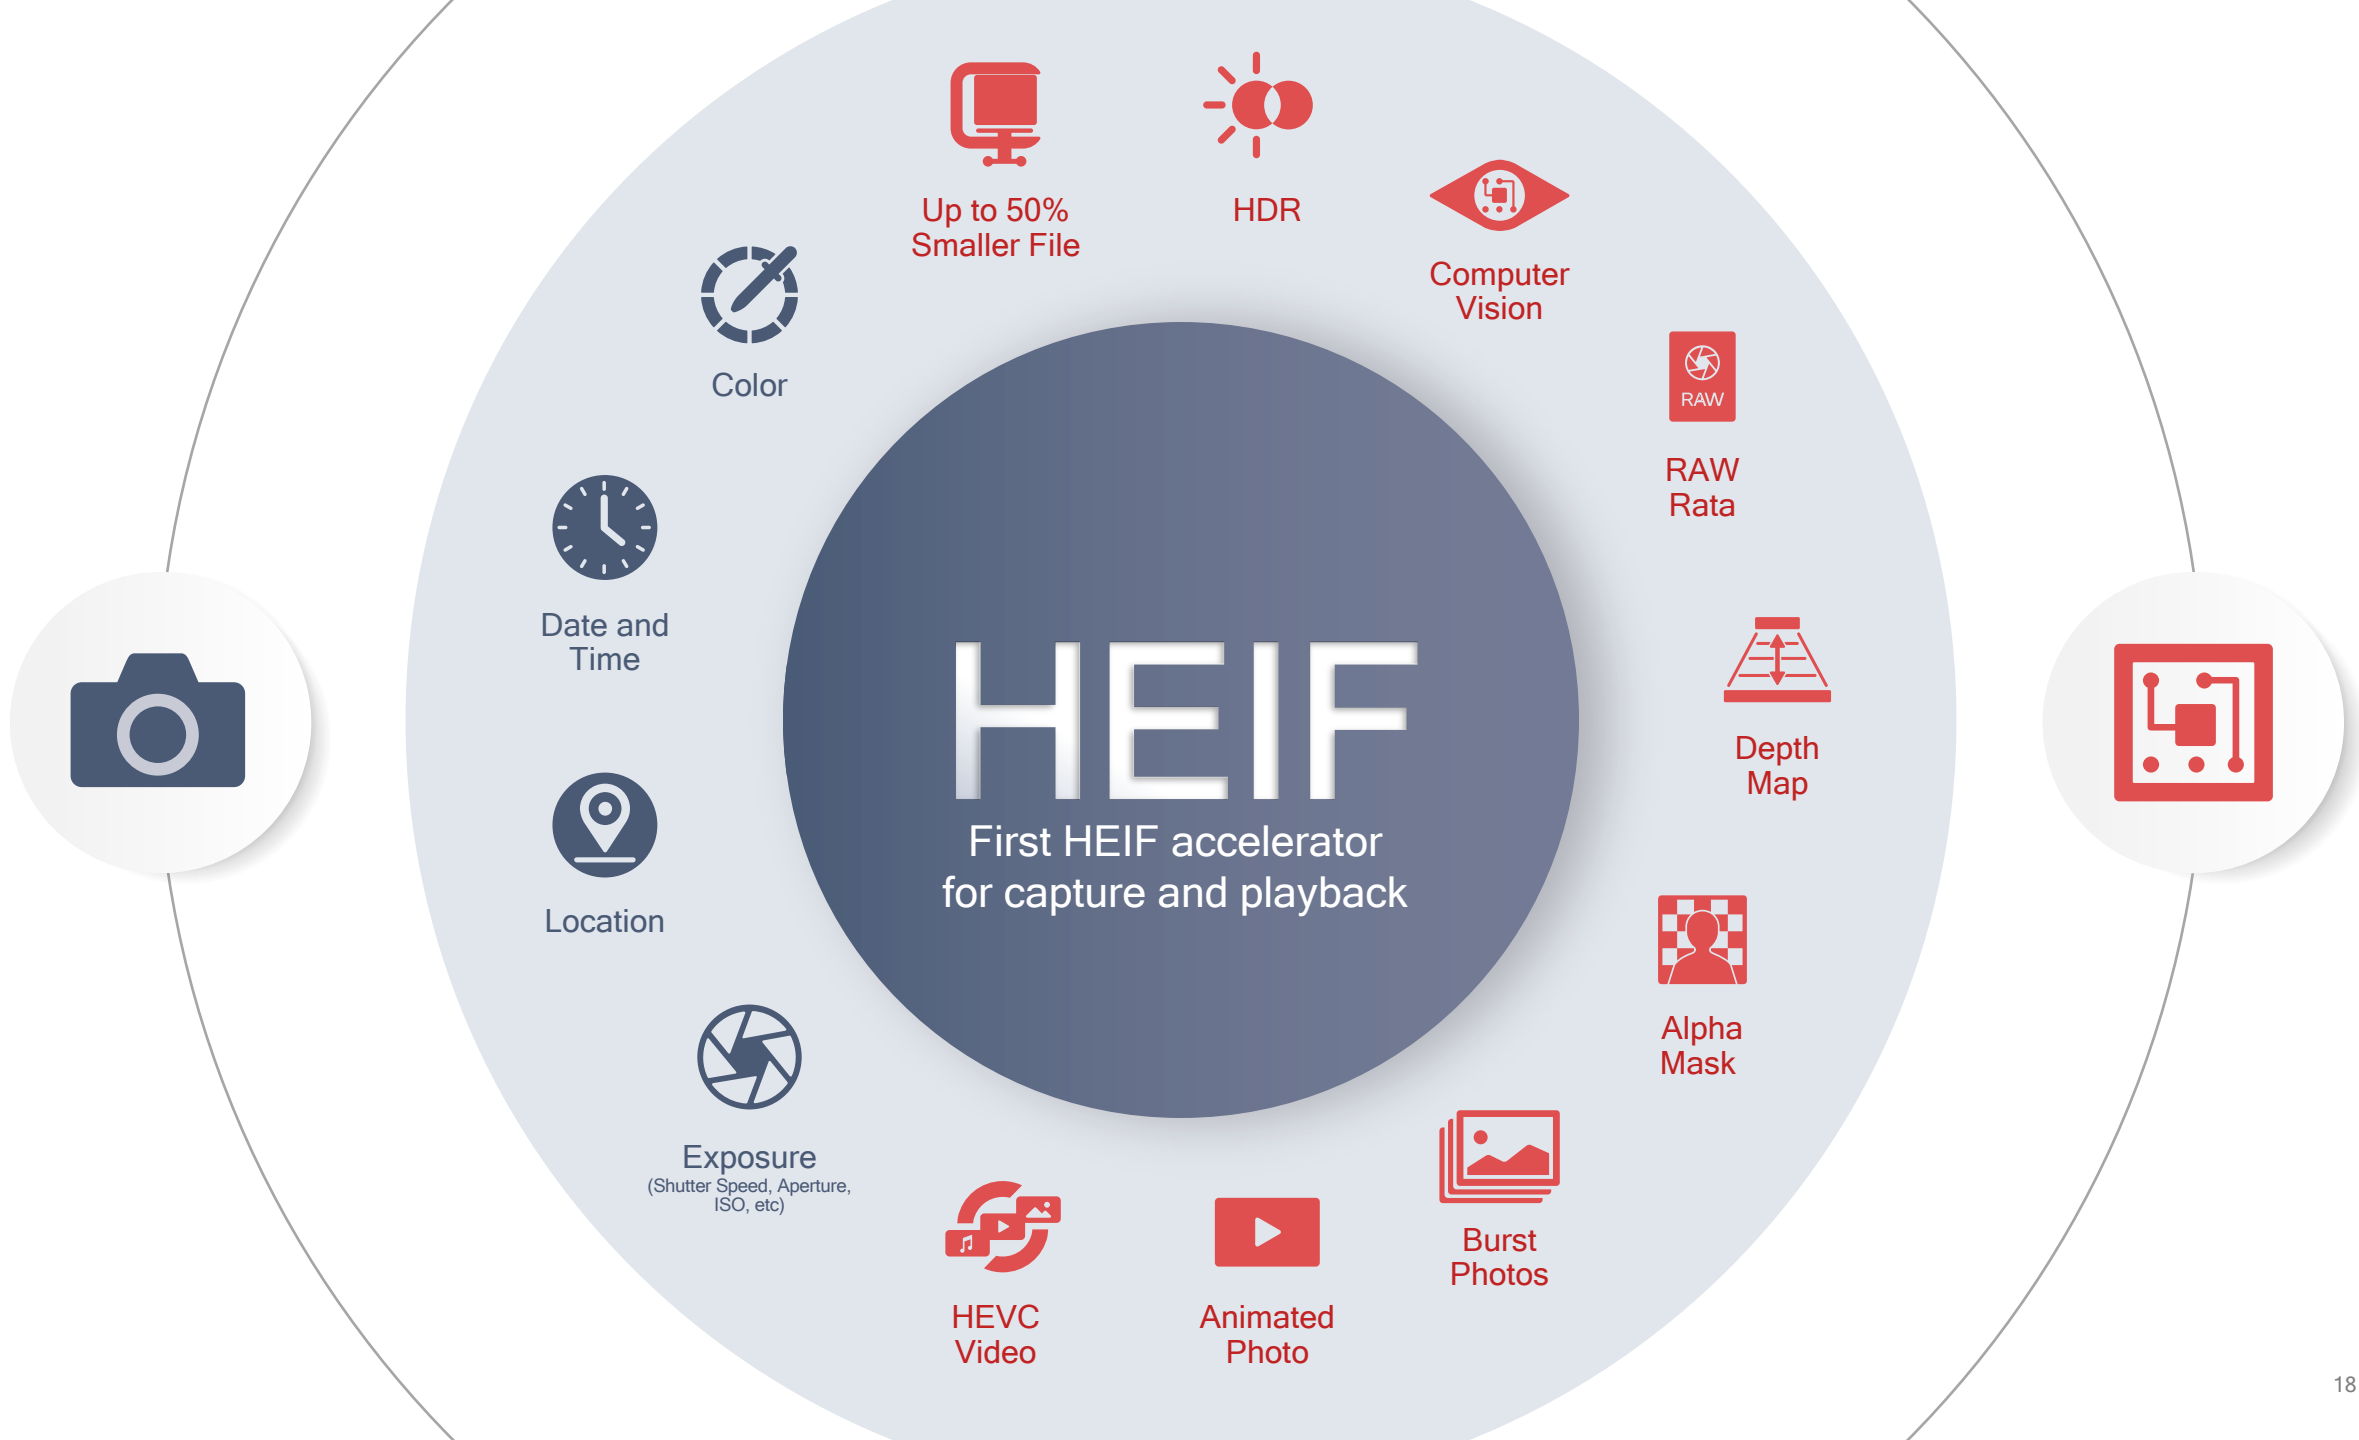 Up to 50%
Smaller File
HDR
Computer
Vision
Color
RAW
RAW
Rata
Date and
Time
Depth
Map
HEIF
First HEIF accelerator
for capture and playback
Location
Alpha
Mask
Exposure
(Shutter Speed, Aperture,
ISO, etc)
Burst
Photos
HEVC
Video
Animated
Photo
18